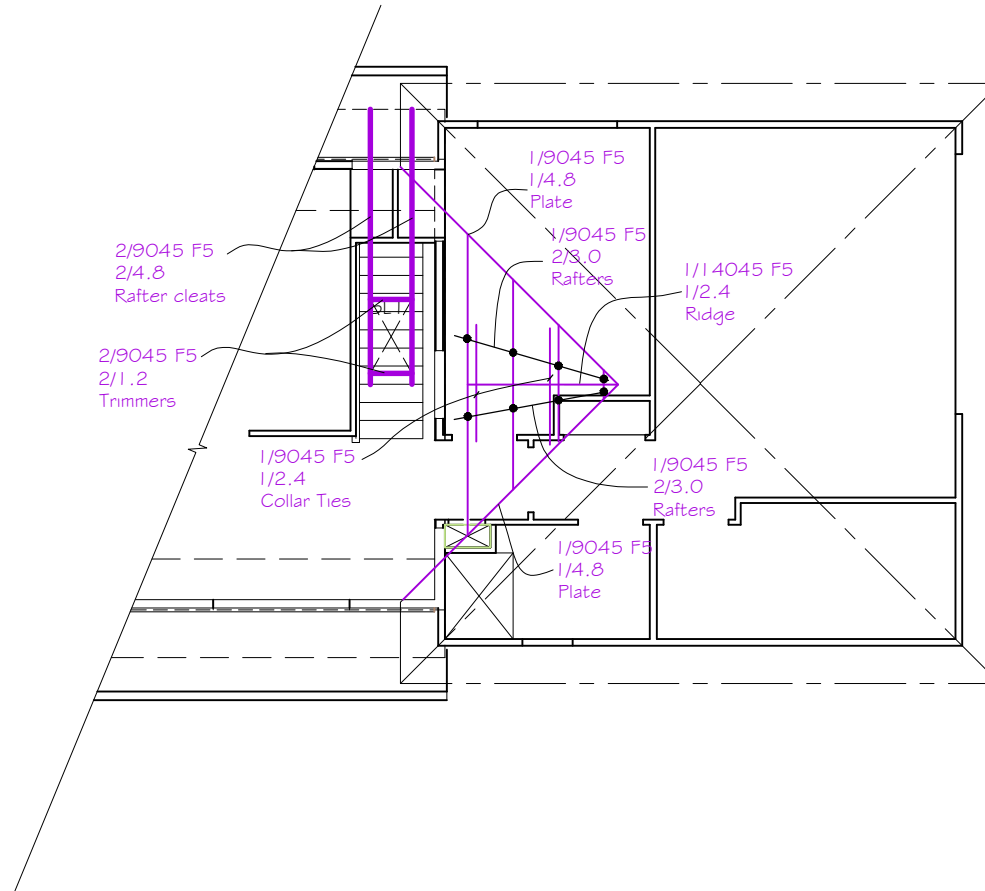 1/9045 F5
1/4.8
Plate
1/9045 F5
2/3.0
Rafters
2/9045 F5
2/4.8
Rafter cleats
1/14045 F5
1/2.4
Ridge
2/9045 F5
2/1.2
Trimmers
1/9045 F5
1/2.4
Collar Ties
1/9045 F5
2/3.0
Rafters
1/9045 F5
1/4.8
Plate